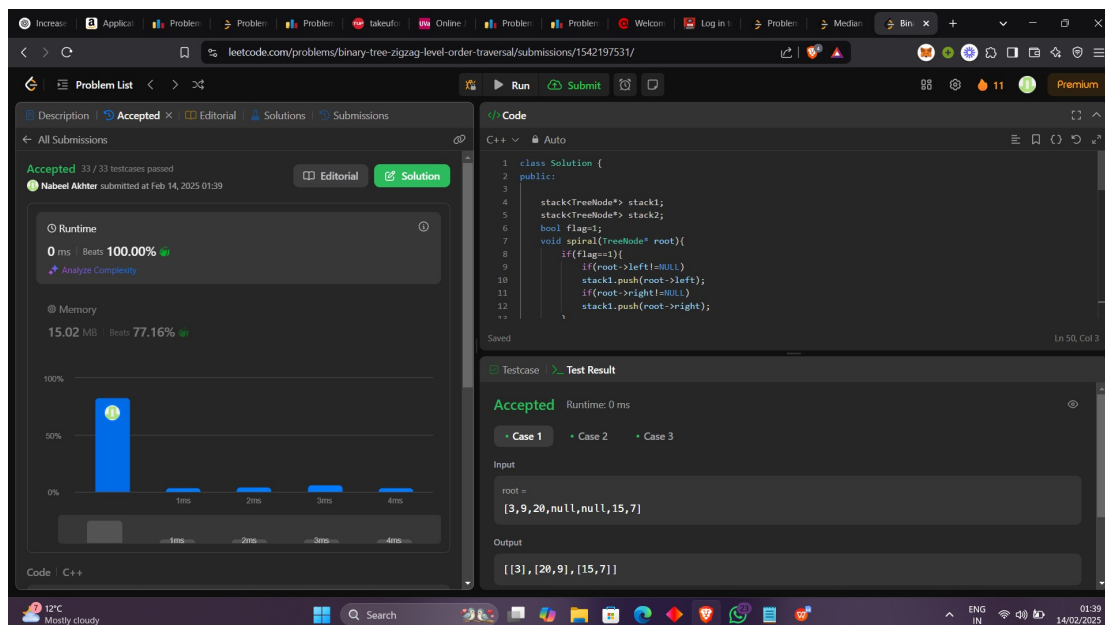 Increase
Applical
Problem
Problem
Problem
takeufor
Online J
Problem
Problem
Welcom
Log in t
Problem
Median
Bin
leetcode.com/problems/binary-tree-zigzag-level-order-traversal/submissions/1542197531/
Problem List
Run
Submit
11
Premium
Description
Accepted
Editorial
Solutions
Submissions
All Submissions
Accepted 33 / 33 testcases passed
Nabeel Akhter submitted at Feb 14, 2025 01:39
Editorial
Solution
Runtime
0 ms Beats 100.00%
Analyze Complexity
Memory
15.02 MB Beats 77.16%
100%
50%
0%
1ms 2ms 3ms 4ms
1ms 2ms 3ms 4ms
Code C++
</> Code
C++ Auto
1 class Solution {
2 public:
3
4 stack<TreeNode*> stack1;
5 stack<TreeNode*> stack2;
6 bool flag=1;
7 void spiral(TreeNode* root){
8 if(flag==1){
9 if(root->left!=NULL)
10 stack1.push(root->left);
11 if(root->right!=NULL)
12 stack1.push(root->right);
Saved
Ln 50, Col 3
Testcase
>_ Test Result
Accepted Runtime: 0 ms
Case 1 Case 2 Case 3
Input
root =
[3,9,20,null,null,15,7]
Output
[[3],[20,9],[15,7]]
7
12°C
Mostly cloudy
Search
21
ENG
IN
01:39
14/02/2025